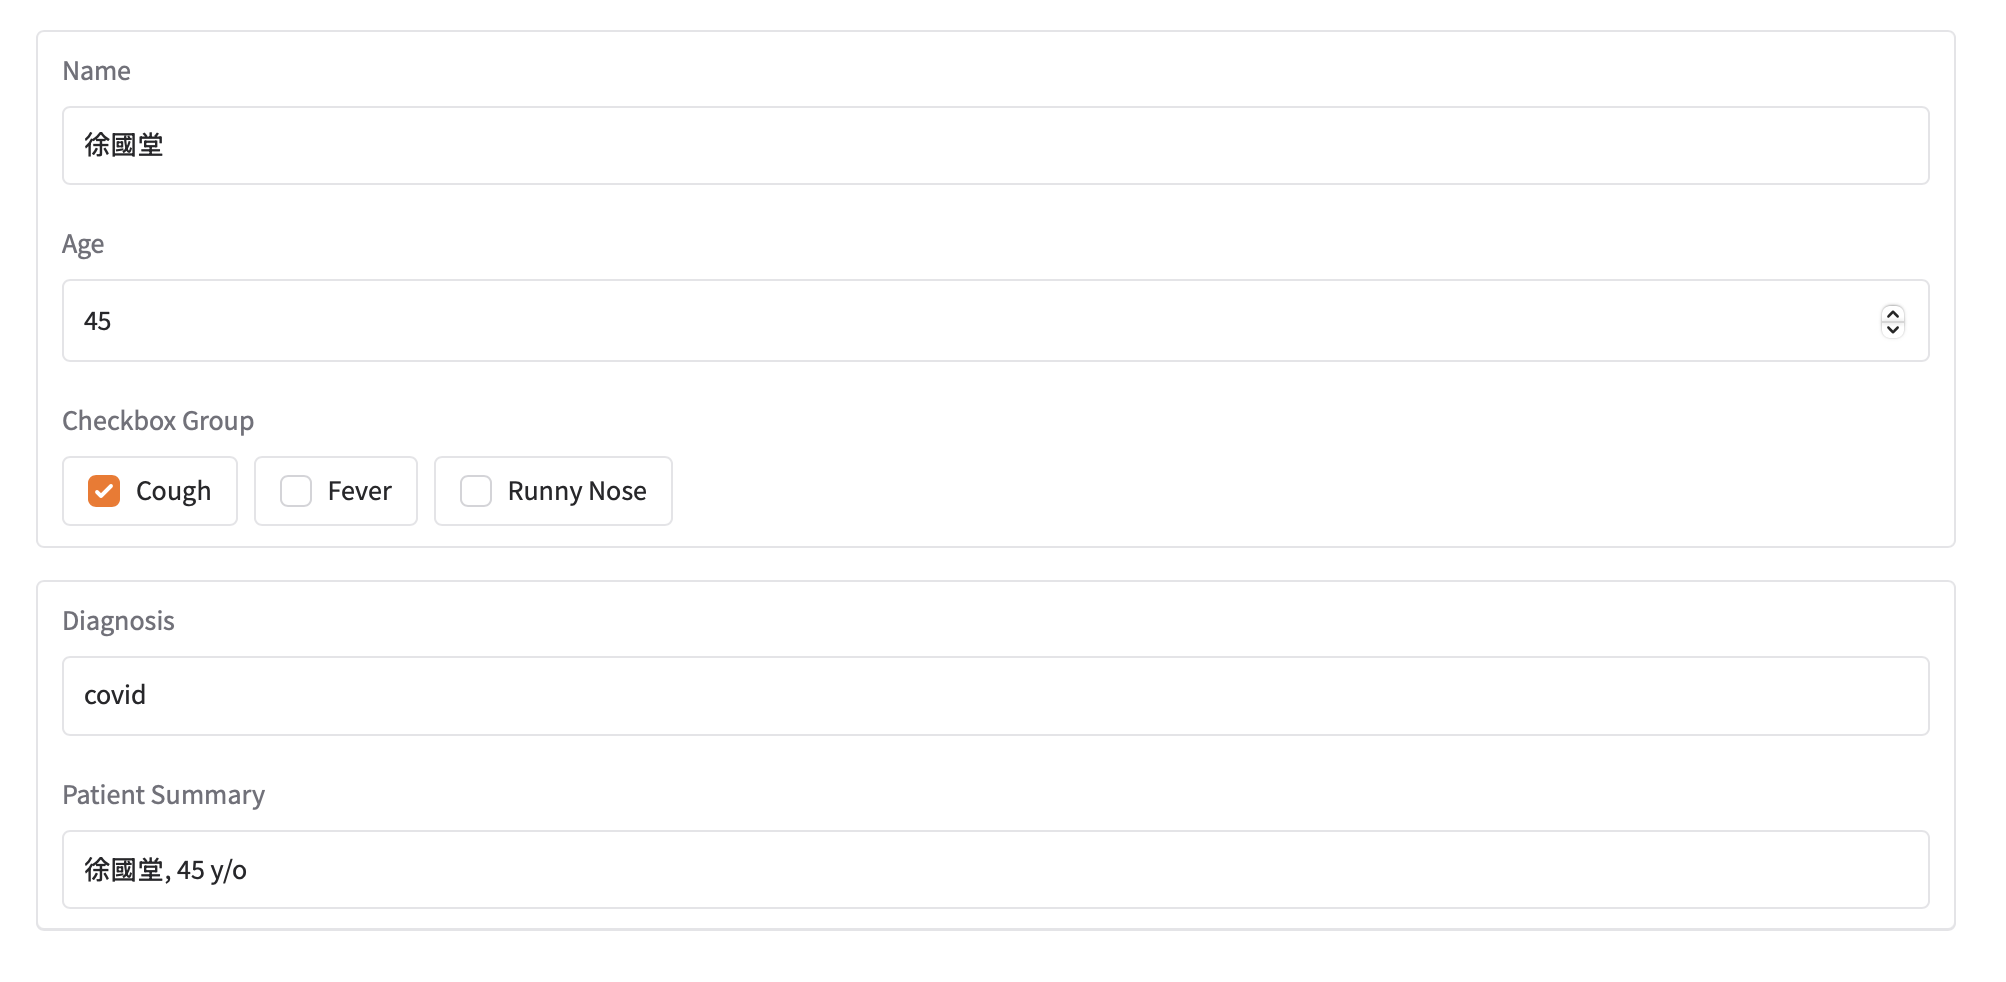 Name
徐國堂
Age
45
Checkbox Group
Cough Fever Runny Nose
Diagnosis
covid
Patient Summary
徐國堂, 45 y/o